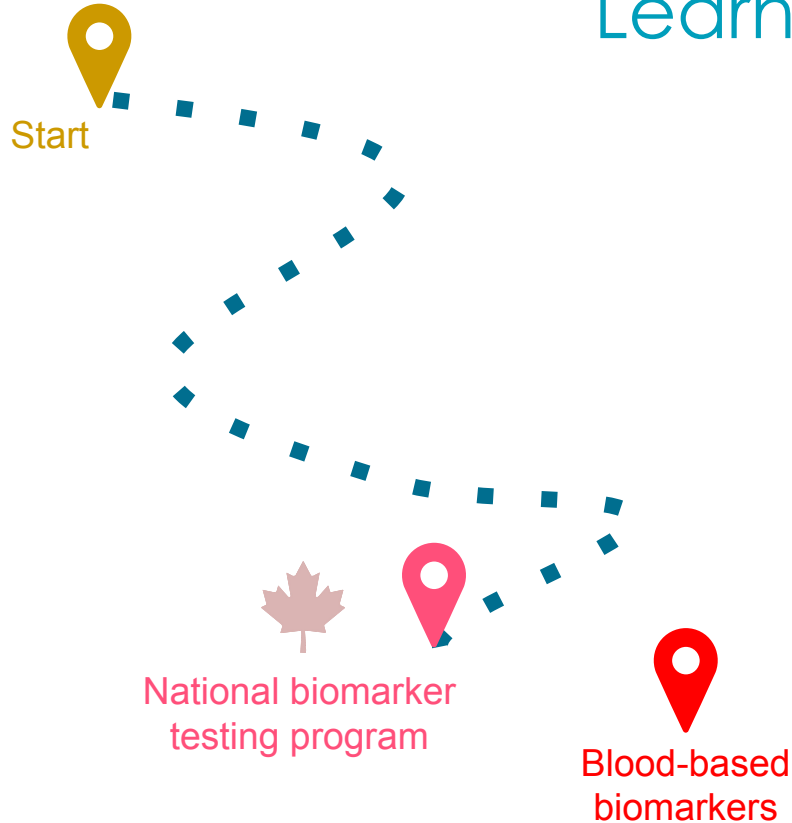 Learn
Start
National biomarker
testing program
Blood-based
biomarkers